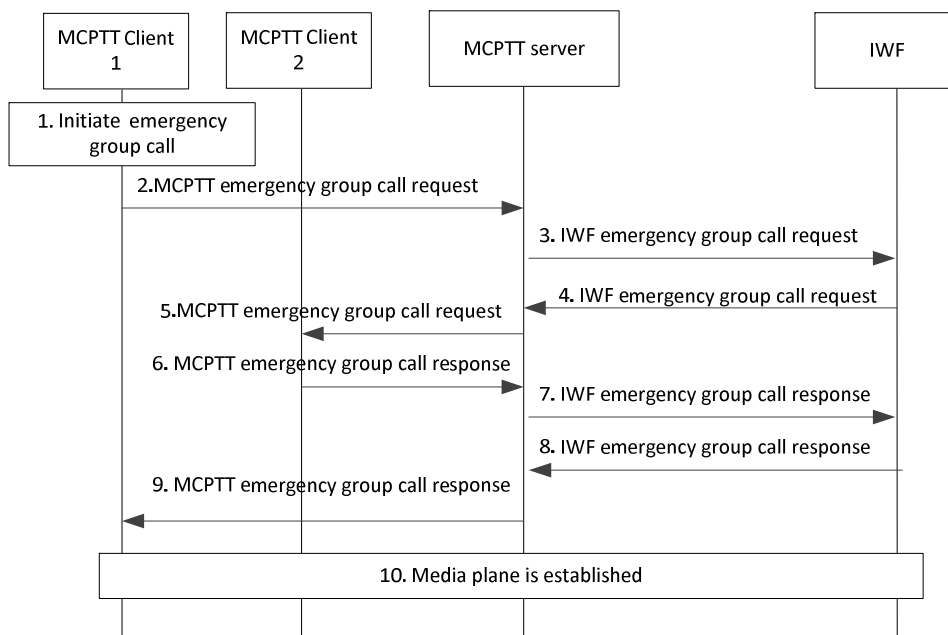 MCPTT Client
1
MCPTT Client
2
MCPTT server
IWF
1. Initiate emergency
group call
2.MCPTT emergency group call request
3. IWF emergency group call request
4. IWF emergency group call request
5.MCPTT emergency group call request
6. MCPTT emergency group call response
7. IWF emergency group call response
8. IWF emergency group call response
9. MCPTT emergency group call response
10. Media plane is established